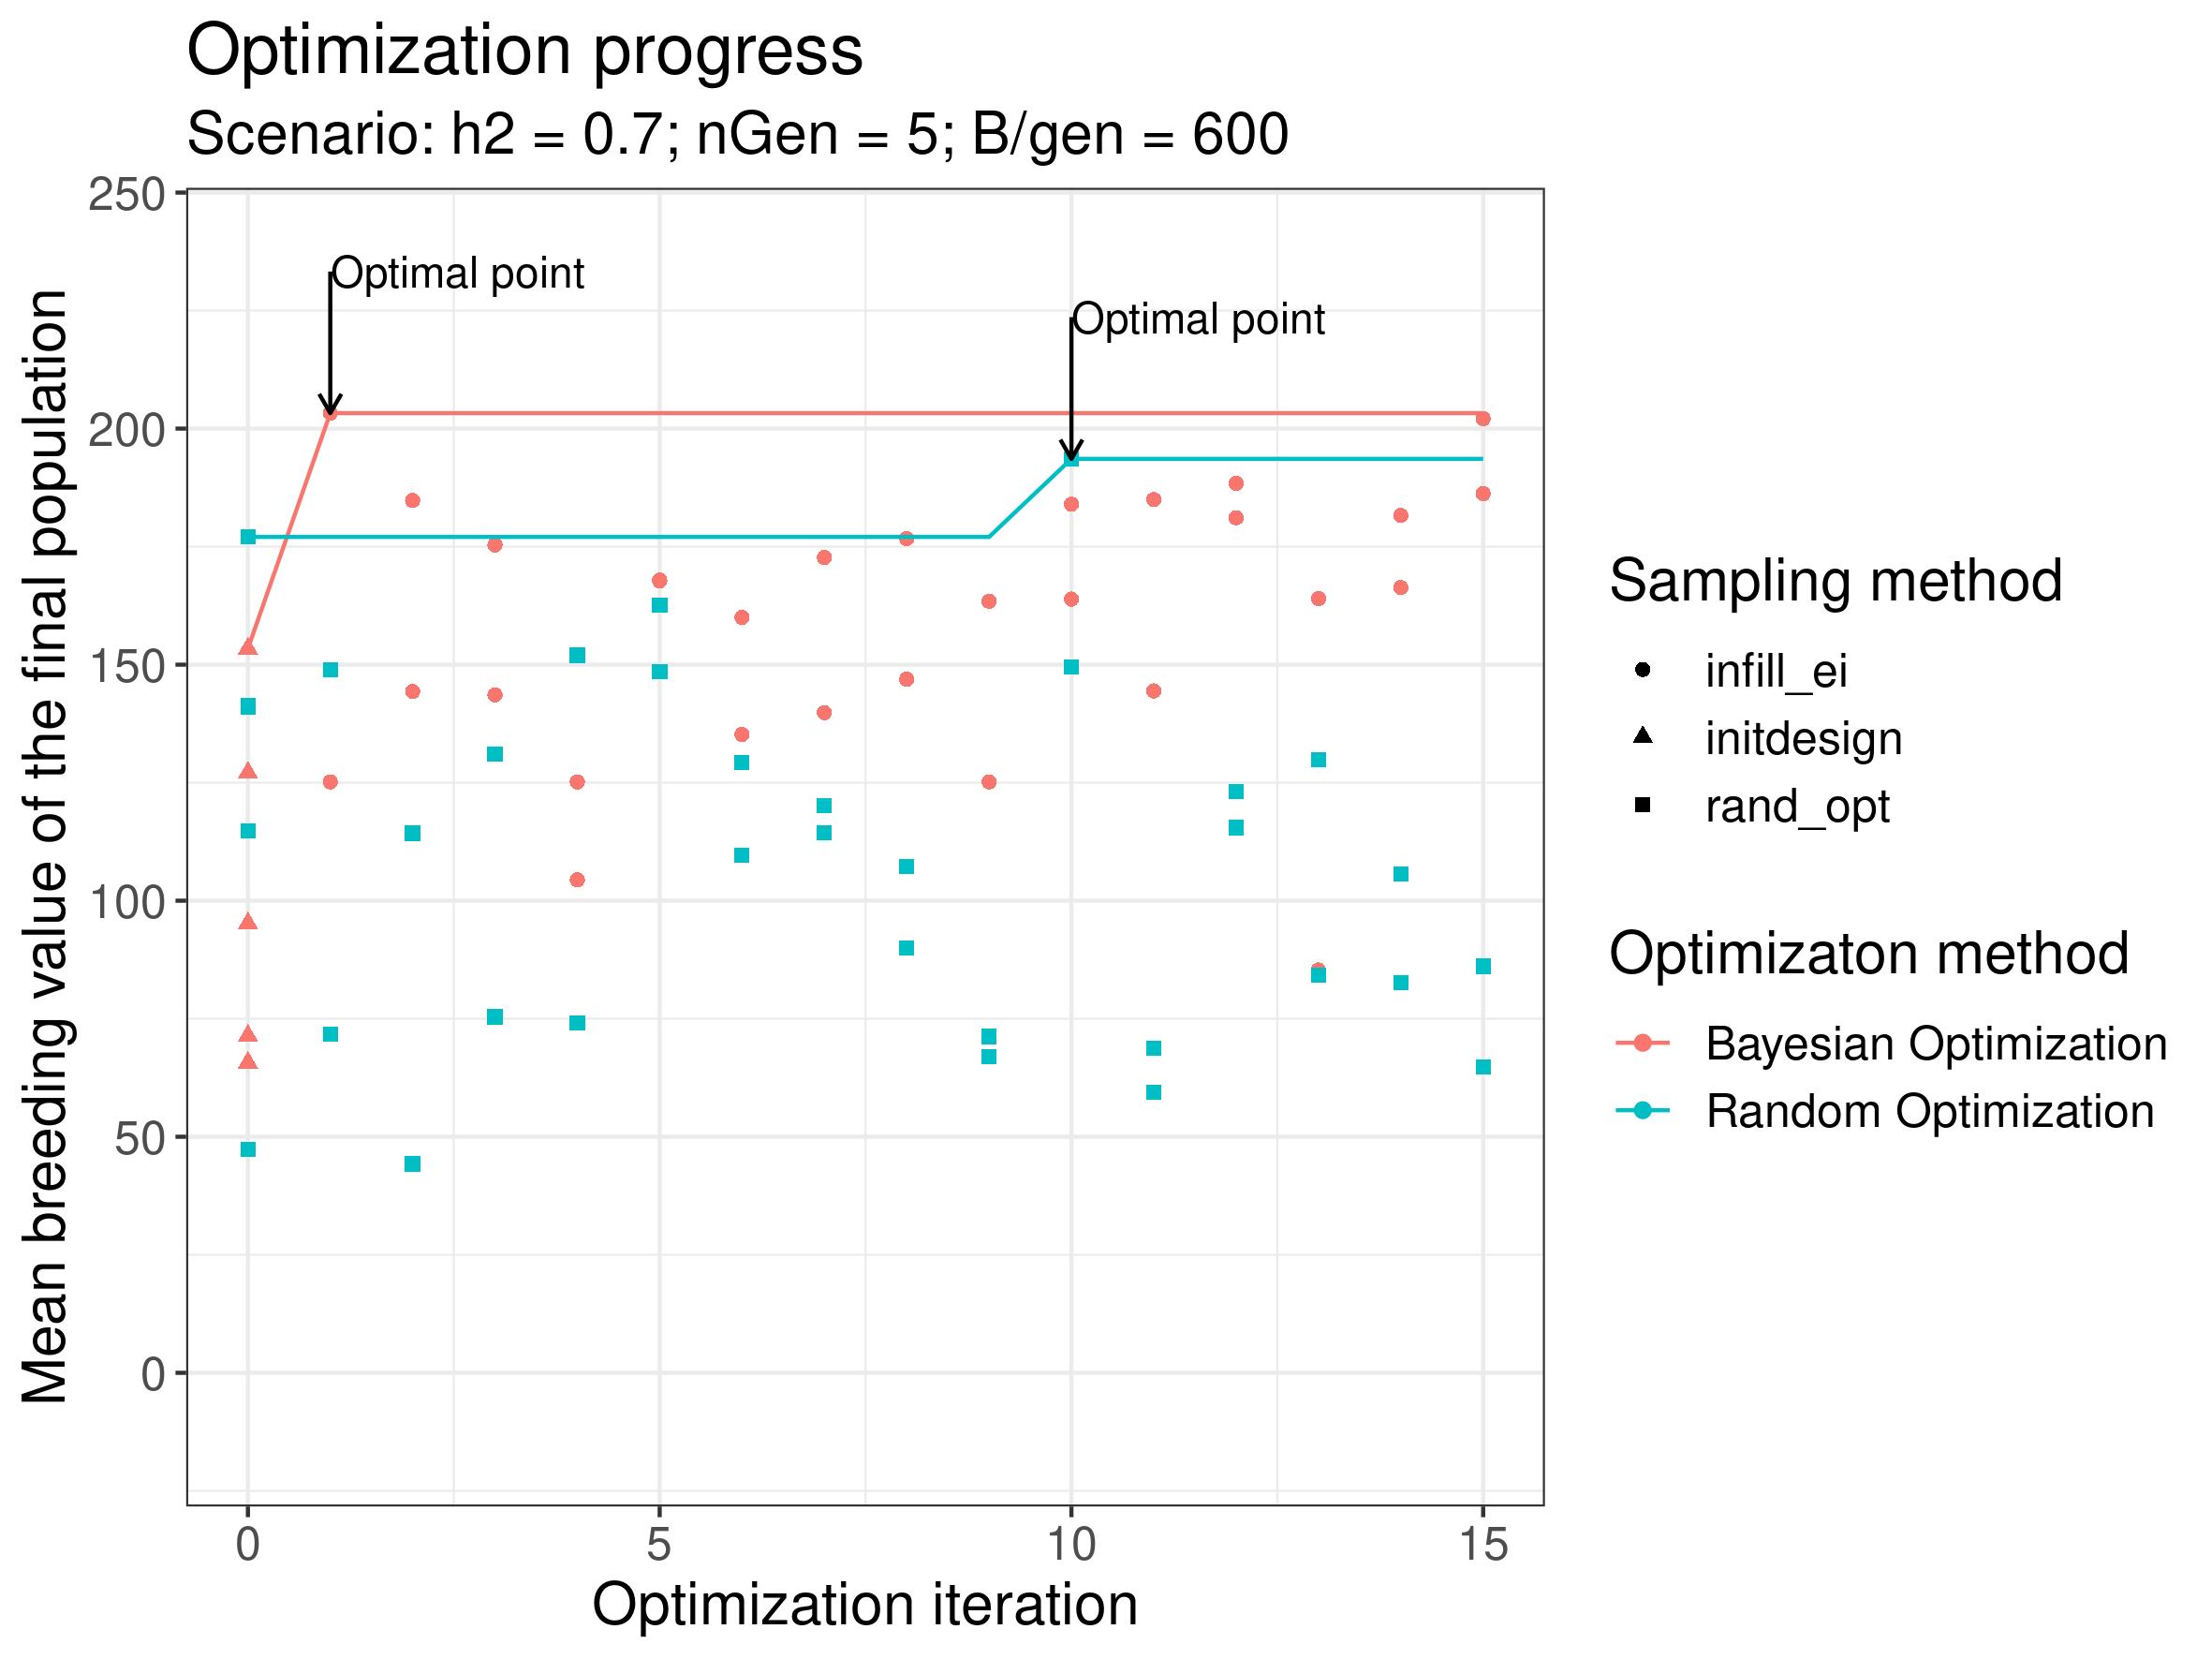 Optimization progress
Scenario: h2 = 0.7; nGen = 5; B/gen = 600
Mean breeding value of the final population
250
200
150
100
50
0
Optimal point
Optimal point
0 5 10 15
Optimization iteration
Sampling method
infill_ei
initdesign
rand_opt
Optimizaton method
Bayesian Optimization
Random Optimization